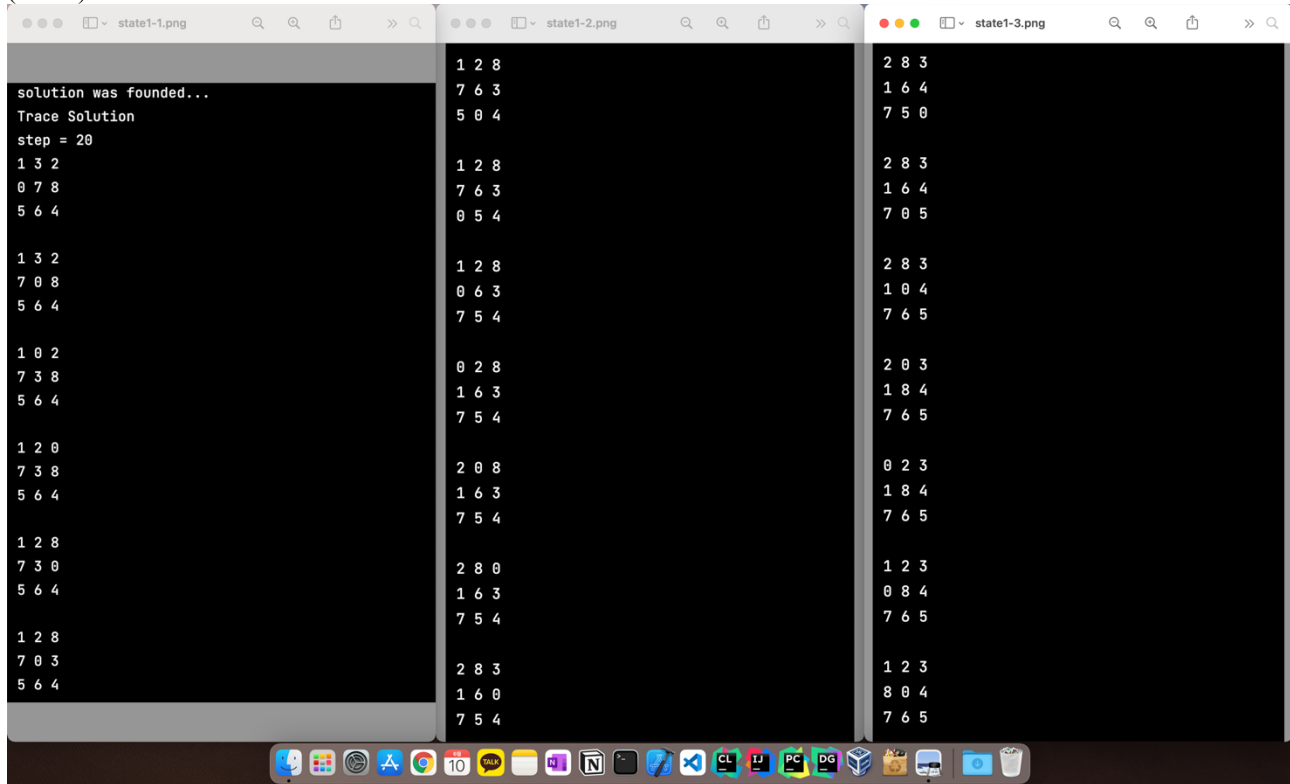 state1-1.png
solution was founded...
Trace Solution
step = 20
1 3 2
0 7 8
5 6 4
1 3 2
7 0 8
5 6 4
1 0 2
7 3 8
5 6 4
1 2 0
7 3 8
5 6 4
1 2 8
7 3 0
5 6 4
1 2 8
7 0 3
5 6 4
state1-2.png
1 2 8
7 6 3
5 0 4
1 2 8
7 6 3
0 5 4
1 2 8
0 6 3
7 5 4
0 2 8
1 6 3
7 5 4
2 0 8
1 6 3
7 5 4
2 8 0
1 6 3
7 5 4
2 8 3
1 6 0
7 5 4
state1-3.png
2 8 3
1 6 4
7 5 0
2 8 3
1 6 4
7 0 5
2 8 3
1 0 4
7 6 5
2 0 3
1 8 4
7 6 5
0 2 3
1 8 4
7 6 5
1 2 3
0 8 4
7 6 5
1 2 3
8 0 4
7 6 5
10
TALK
N
N
CL
IJ
PC
DG